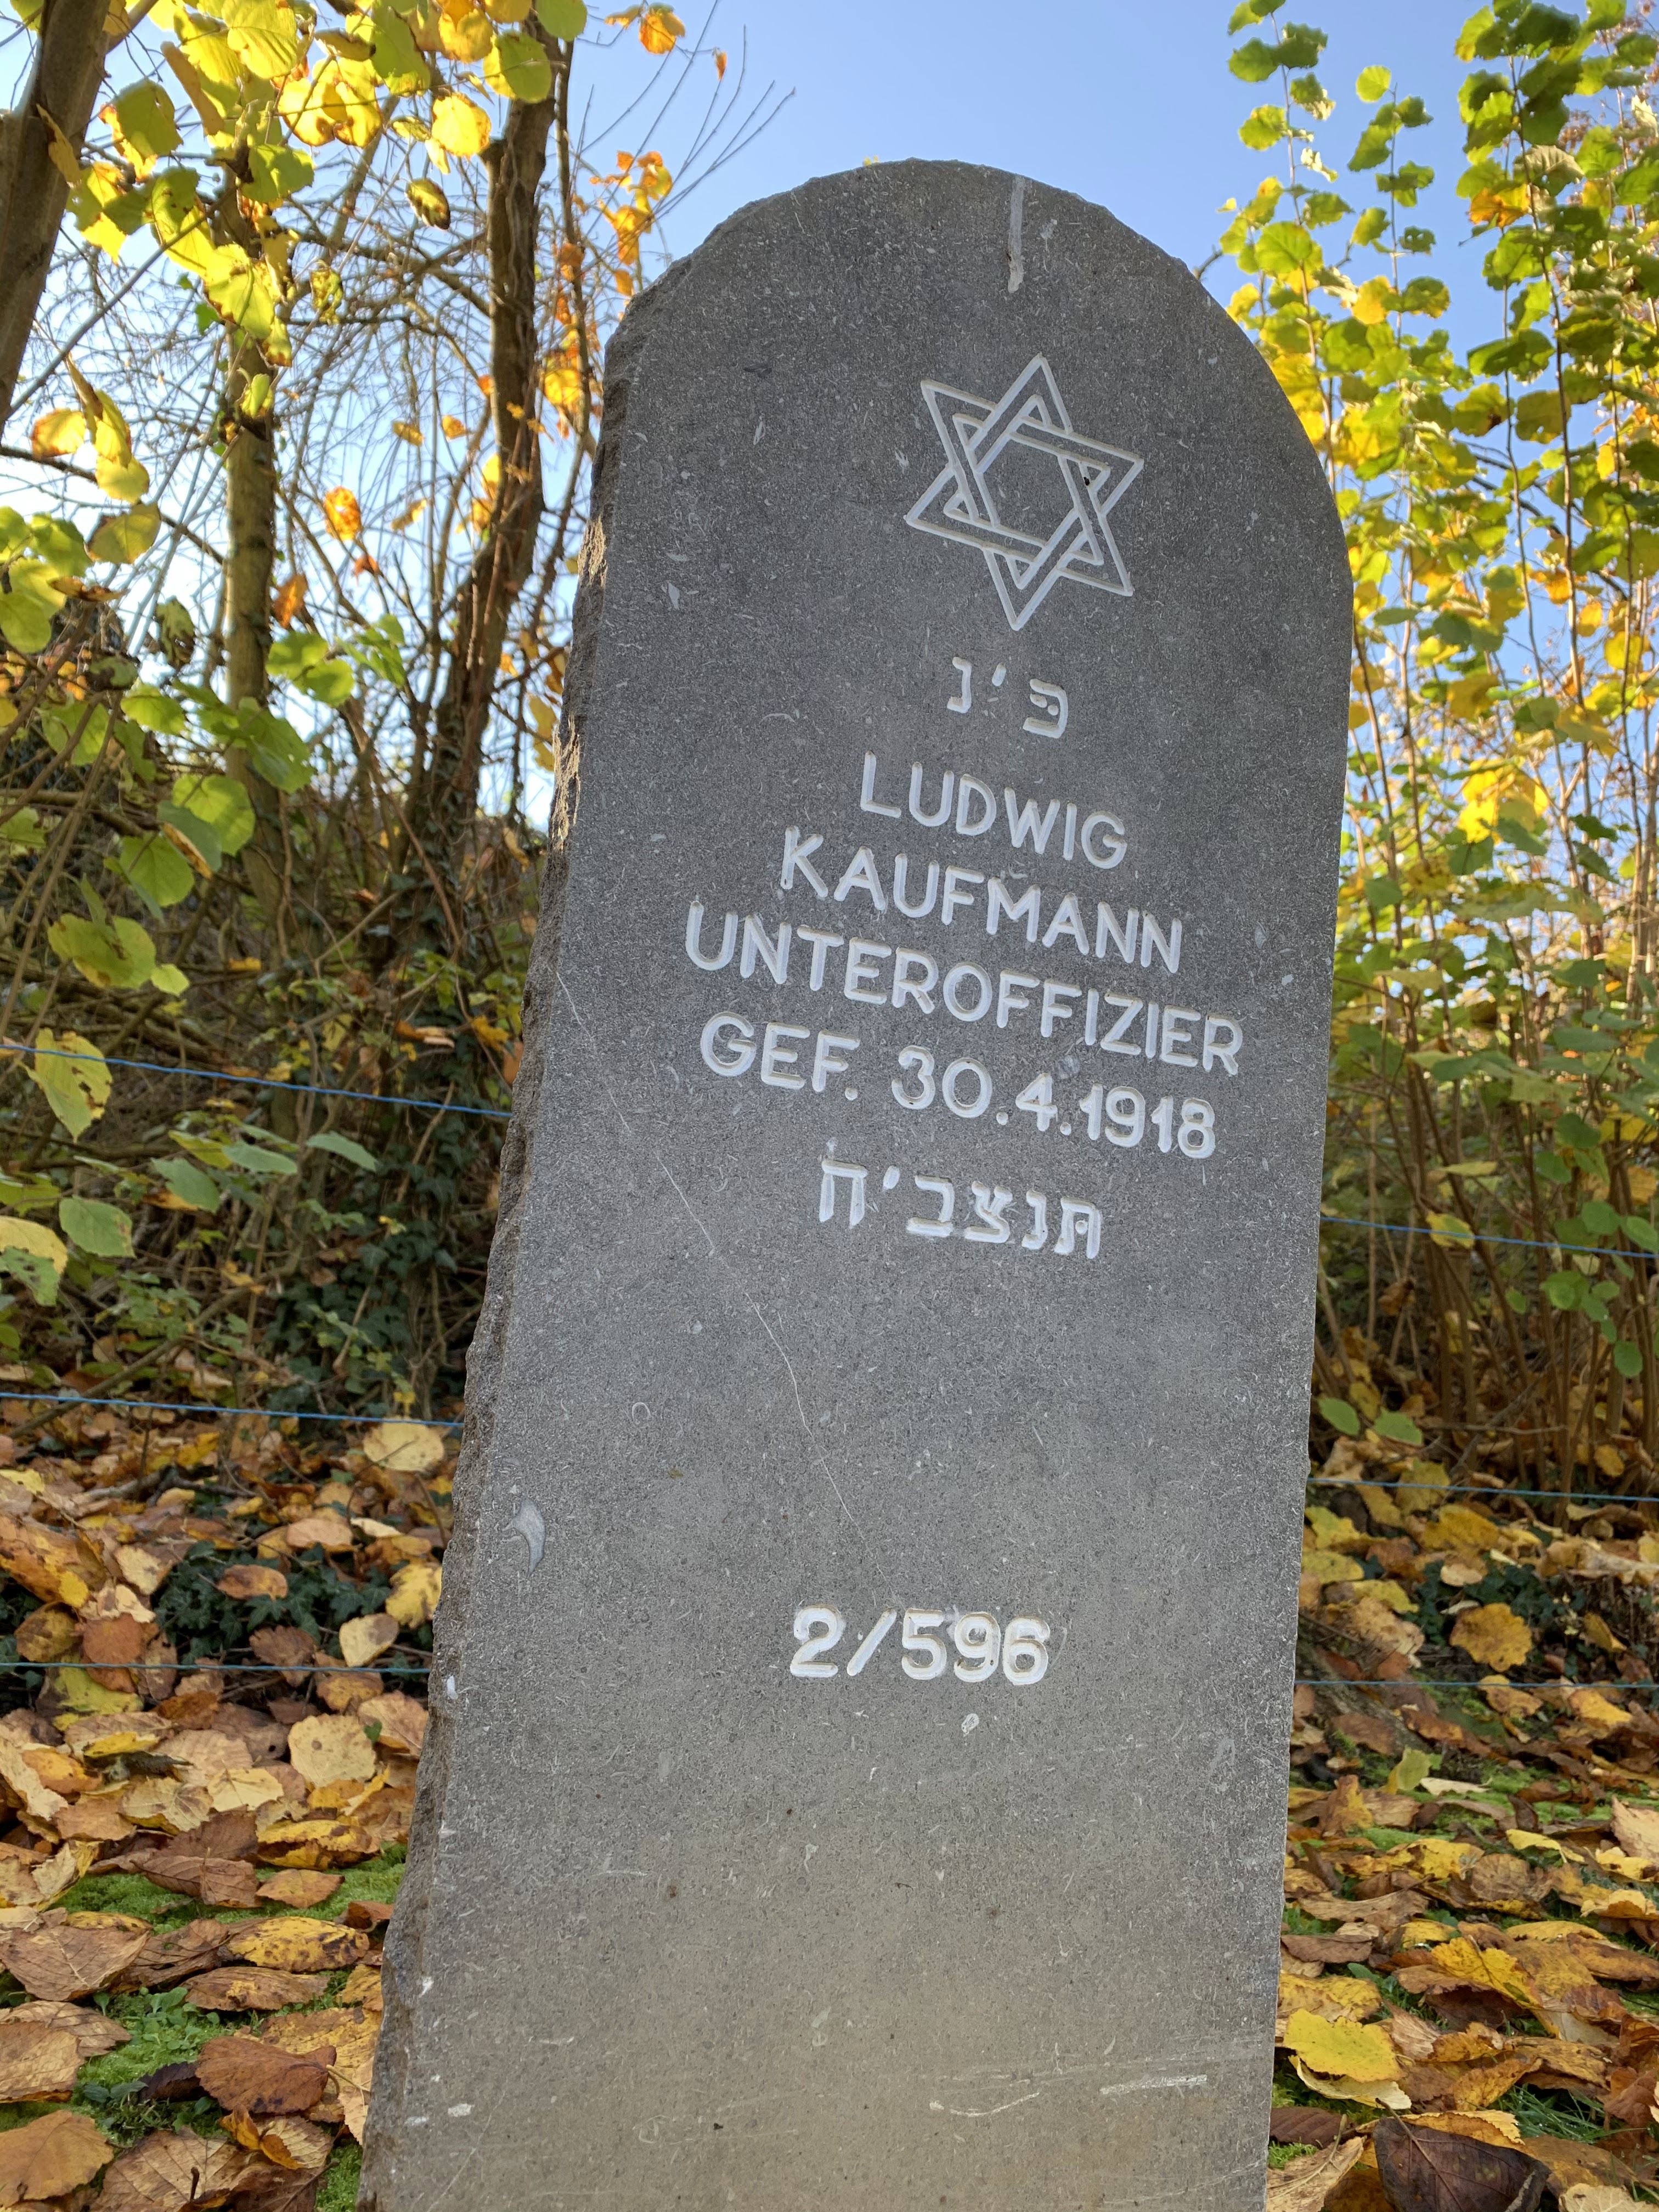 פ'נ
LUDWIG
KAUFMANN
UNTEROFFIZIER
GEF. 30.4.1918
תנצב'ח
2/596